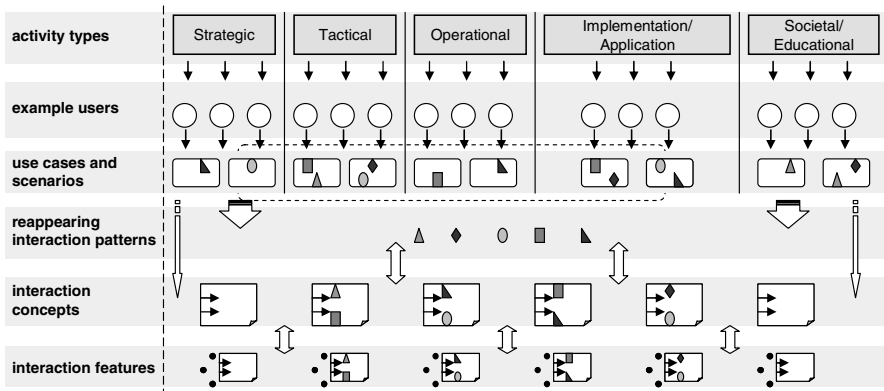 activity types
Strategic
Tactical
Operational
Implementation/
Application
Societal/
Educational
example users
use cases and
scenarios
reappearing
interaction patterns
interaction
concepts
interaction features